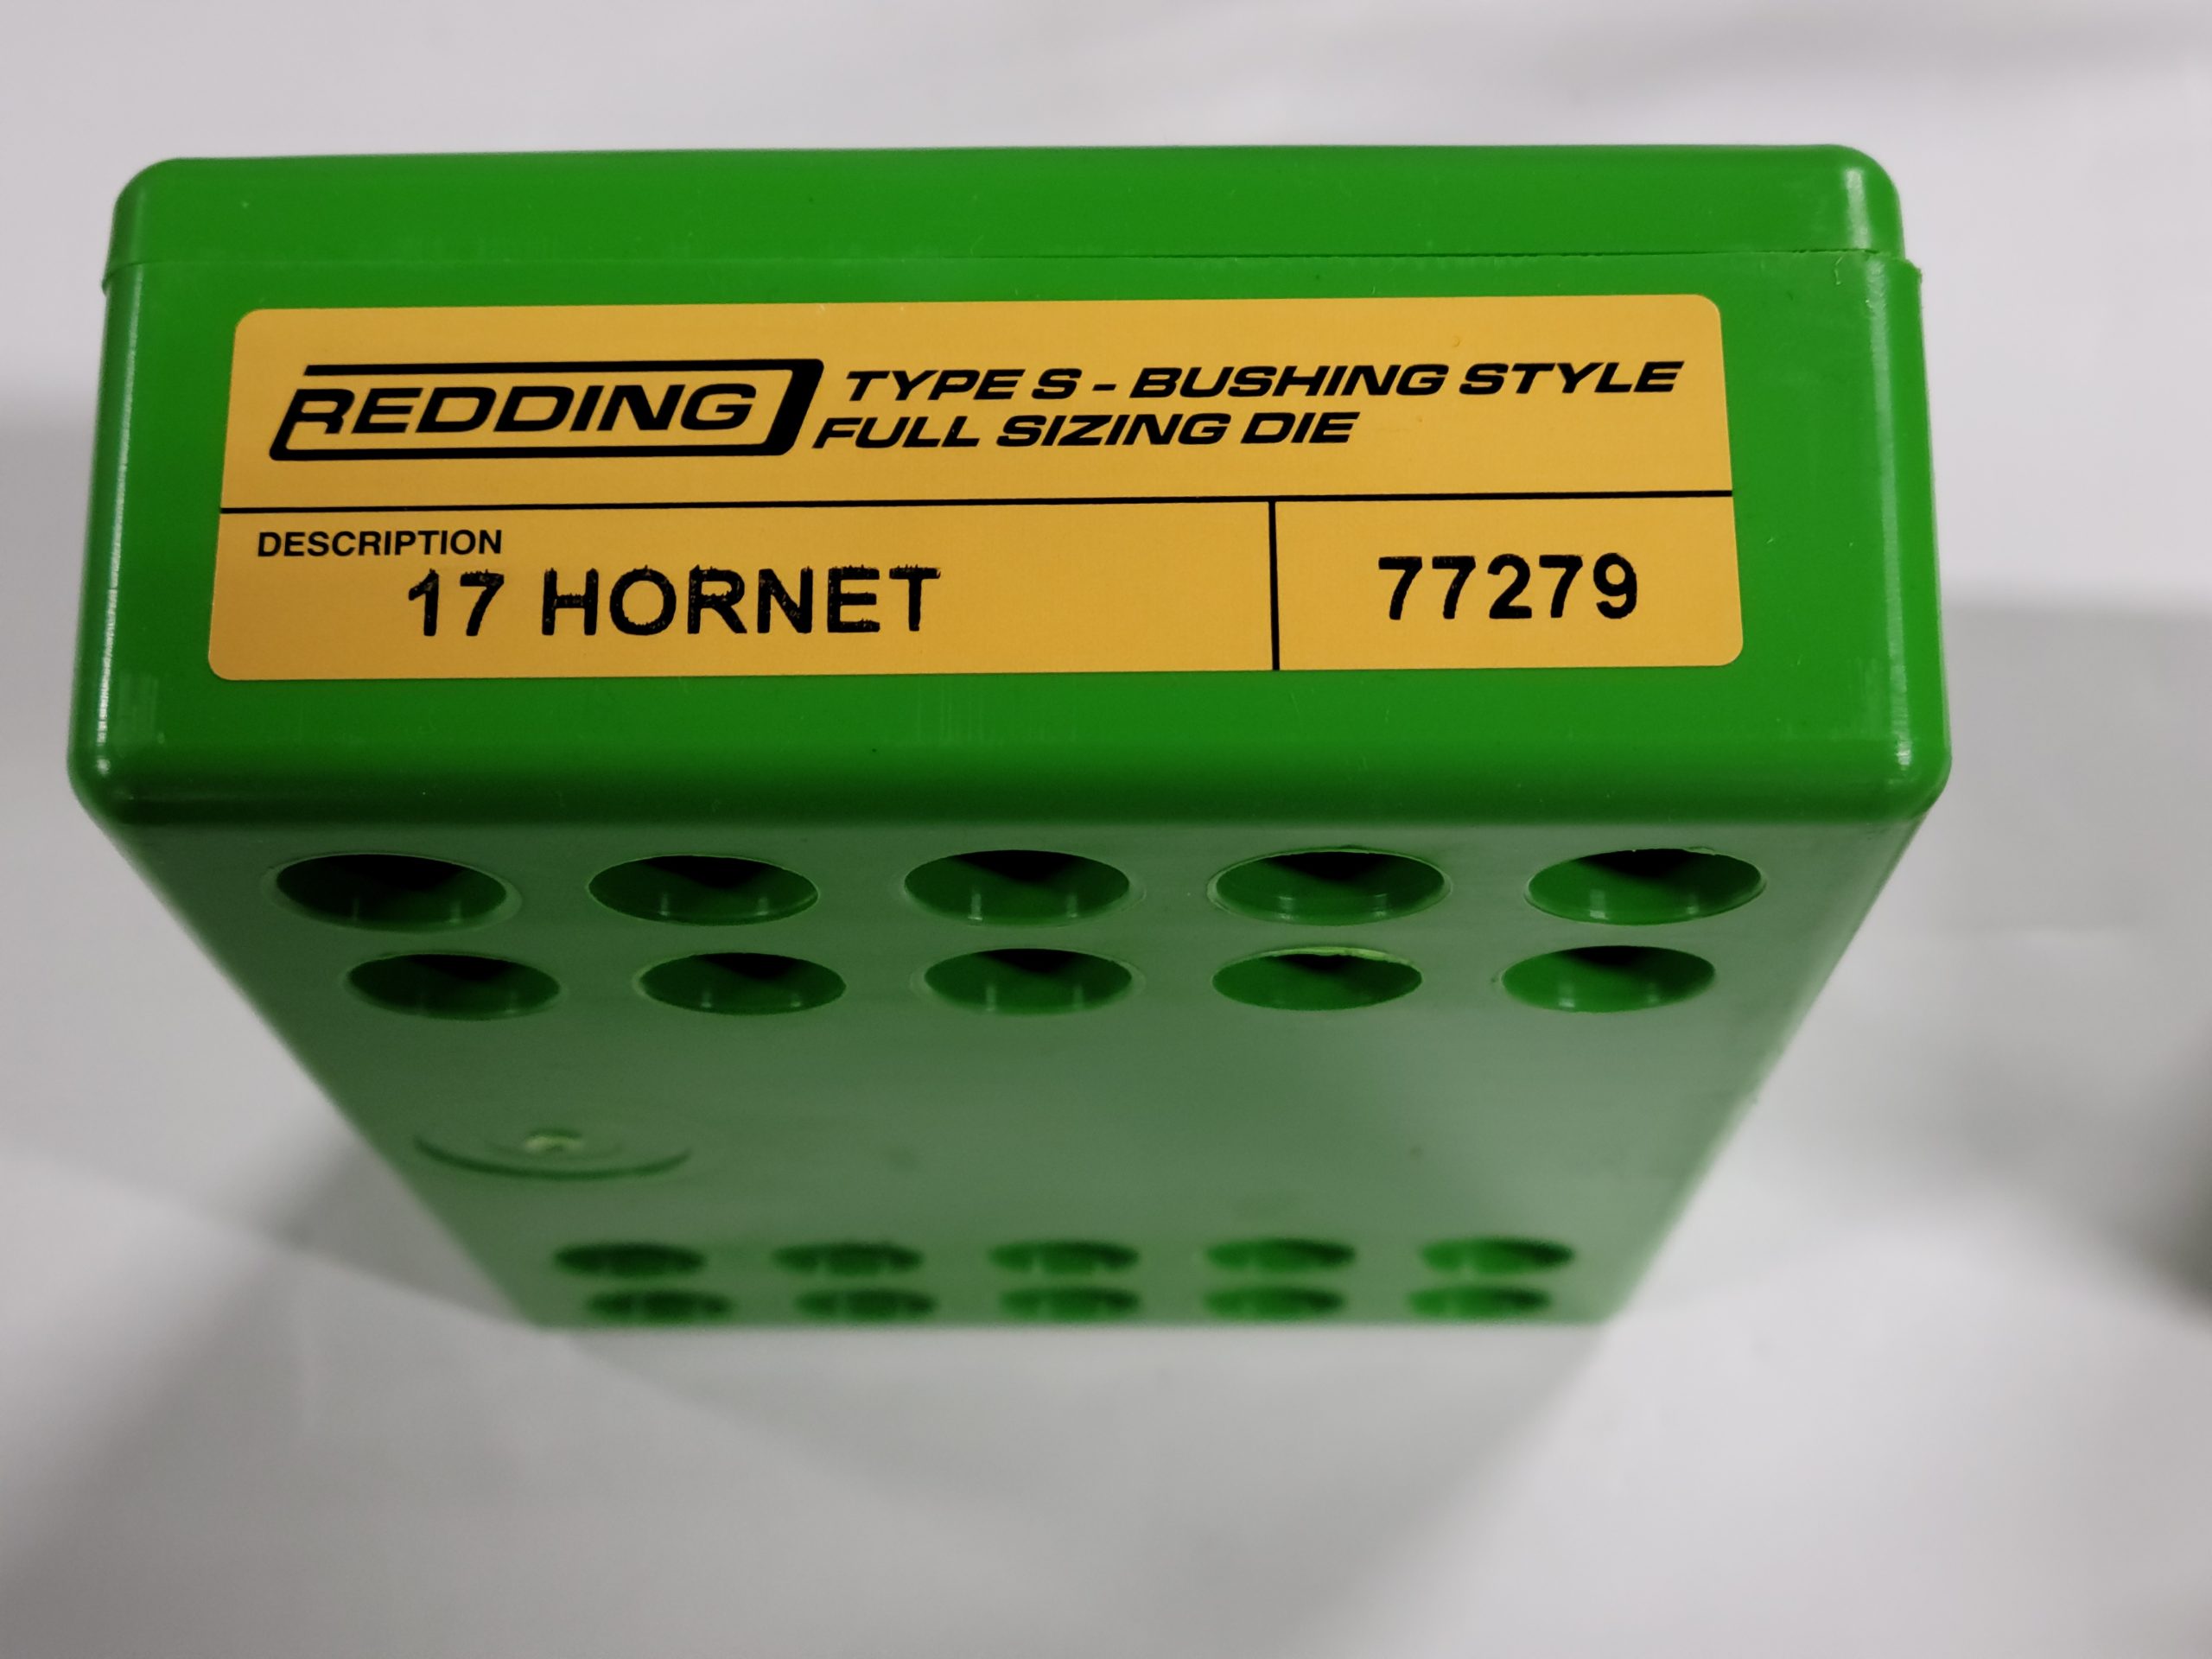 REDDING TYPE S - BUSHING STYLE
FULL SIZING DIE
DESCRIPTION
17 HORNET 77279